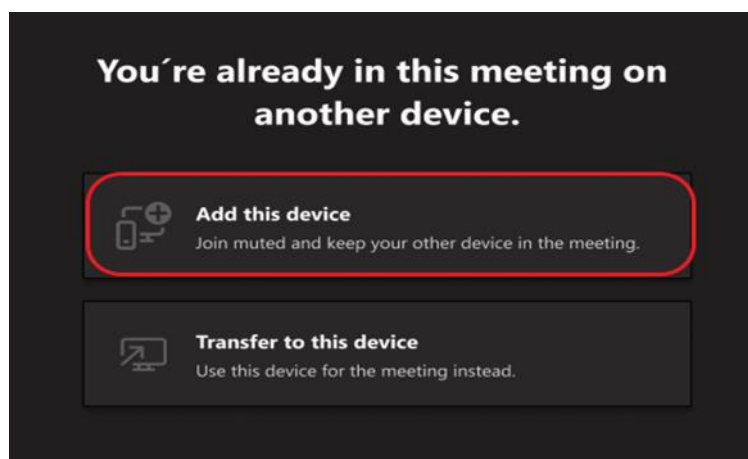 You´re already in this meeting on
another device.
Add this device
Join muted and keep your other device in the meeting.
Transfer to this device
Use this device for the meeting instead.